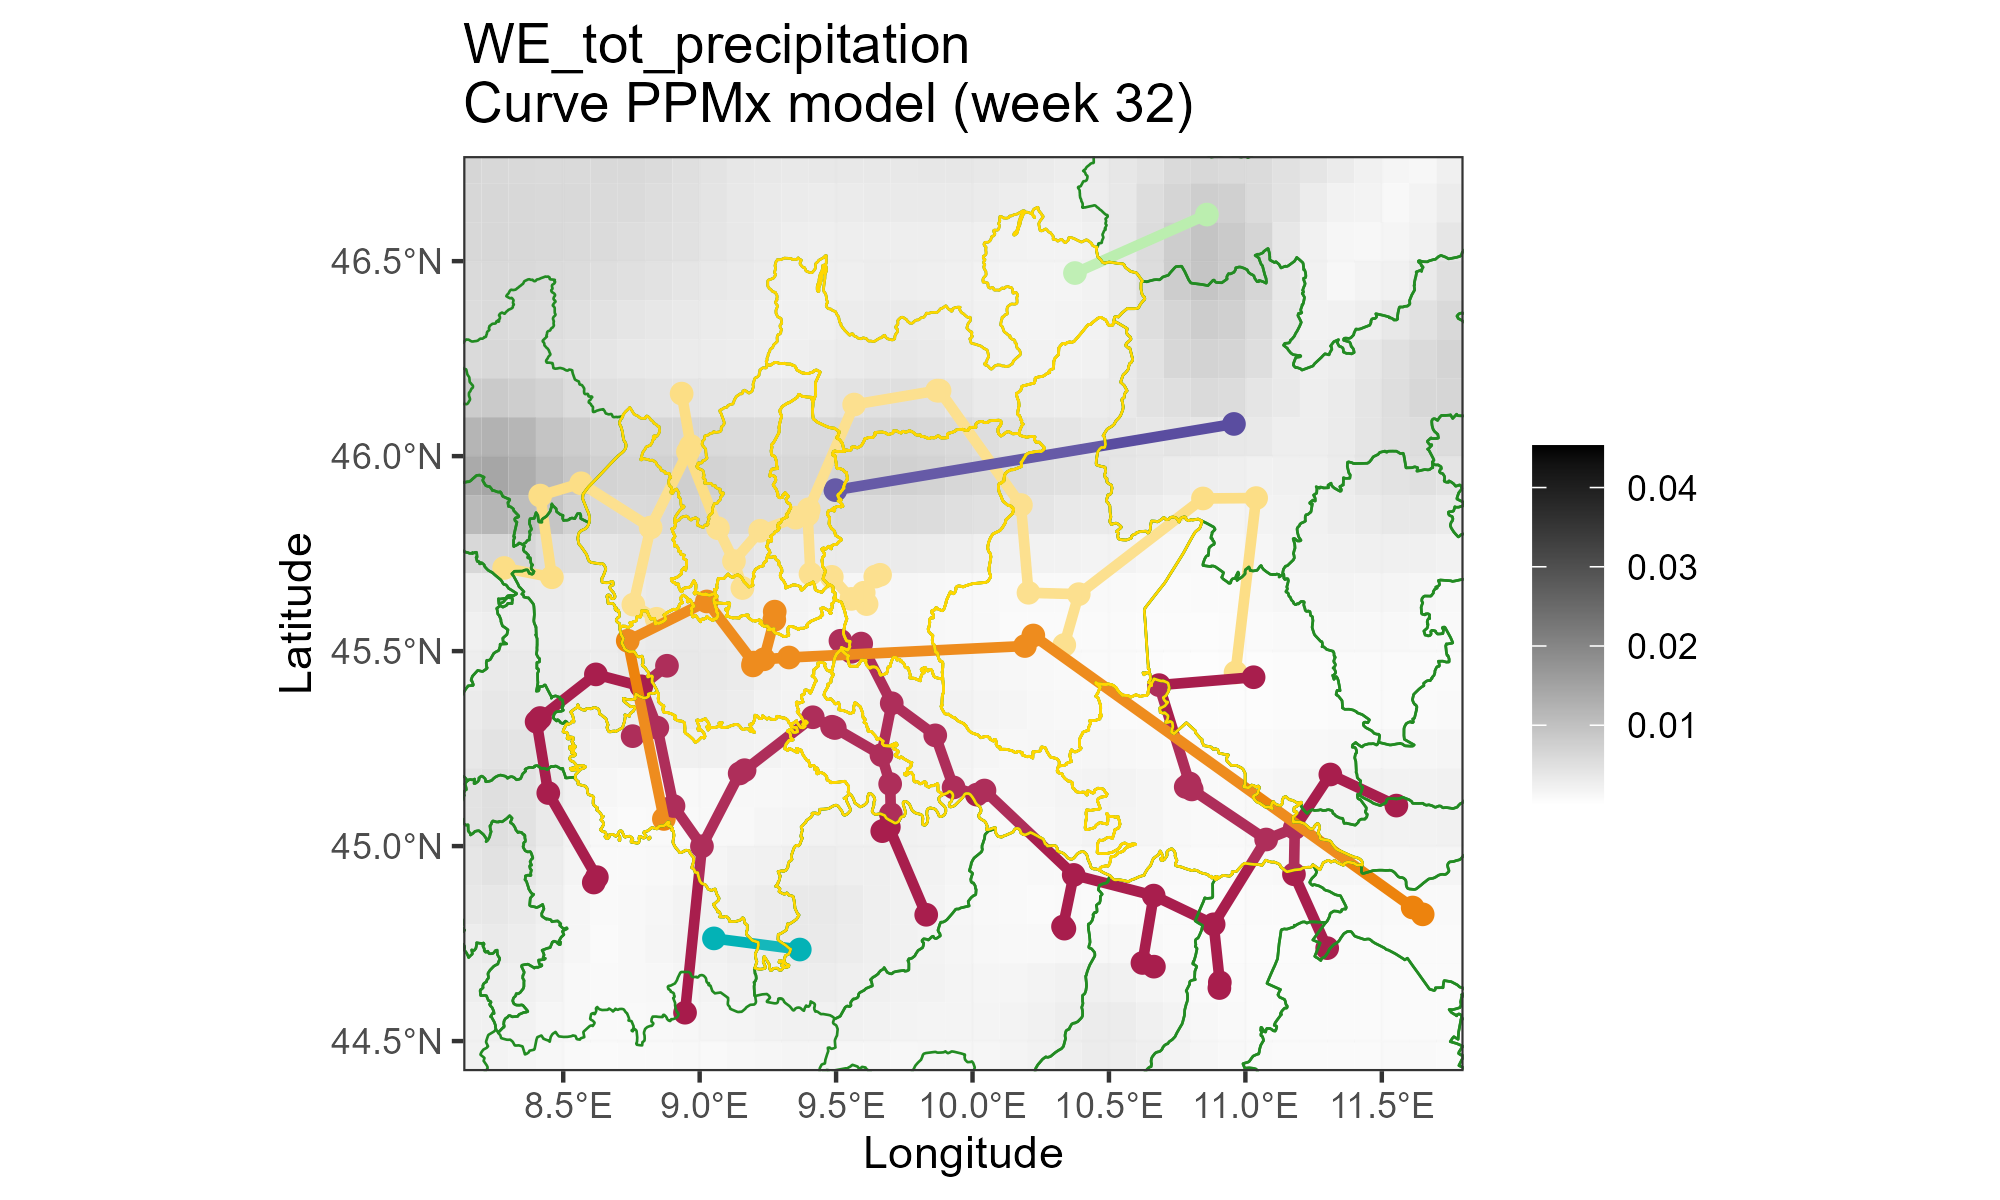 WE_tot_precipitation
Curve PPMx model (week 32)
46.5°N
46.0°N
45.5°N
45.0°N
44.5°N
Latitude
8.5°E
9.0°E
9.5°E
10.0°E
10.5°E
11.0°E
11.5°E
Longitude
0.04
0.03
0.02
0.01